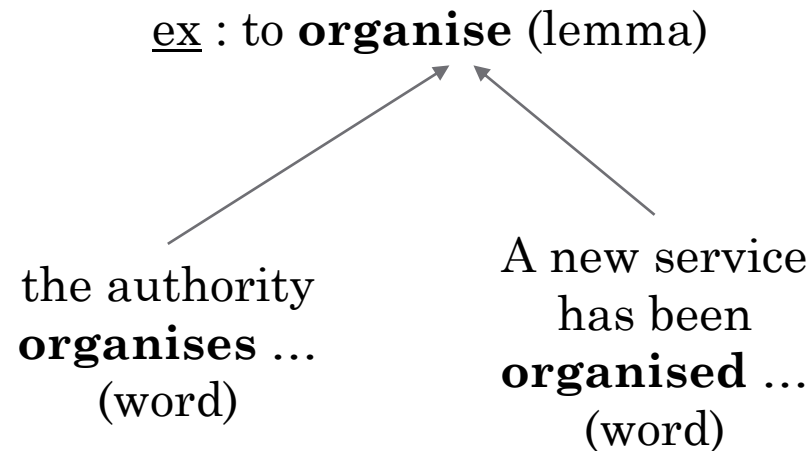 ex : to organise (lemma)
the authority
organises ...
(word)
A new service
has been
organised ...
(word)